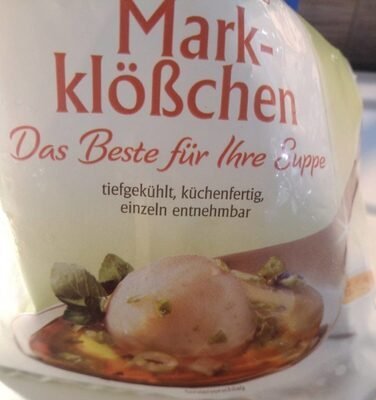 Mark-
klößchen
Das Beste für Ihre Suppe
tiefgekühlt, küchenfertig,
einzeln entnehmbar